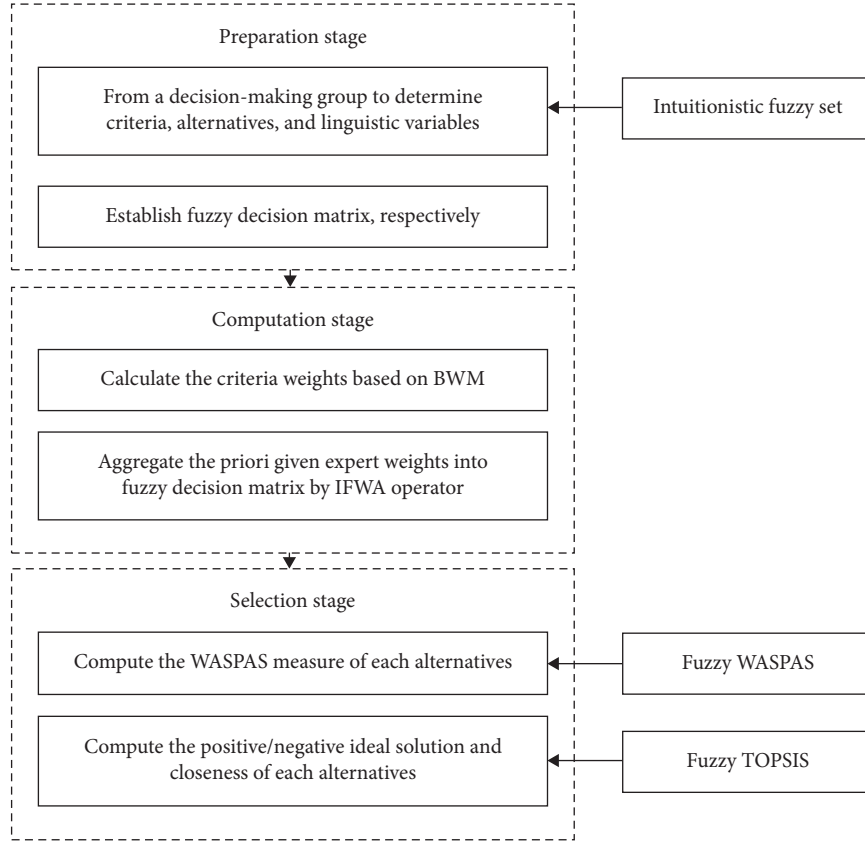 Preparation stage
From a decision-making group to determine
criteria, alternatives, and linguistic variables
Intuitionistic fuzzy set
Establish fuzzy decision matrix, respectively
Computation stage
Calculate the criteria weights based on BWM
Aggregate the priori given expert weights into
fuzzy decision matrix by IFWA operator
Selection stage
Compute the WASPAS measure of each alternatives
Fuzzy WASPAS
Compute the positive/negative ideal solution and
closeness of each alternatives
Fuzzy TOPSIS